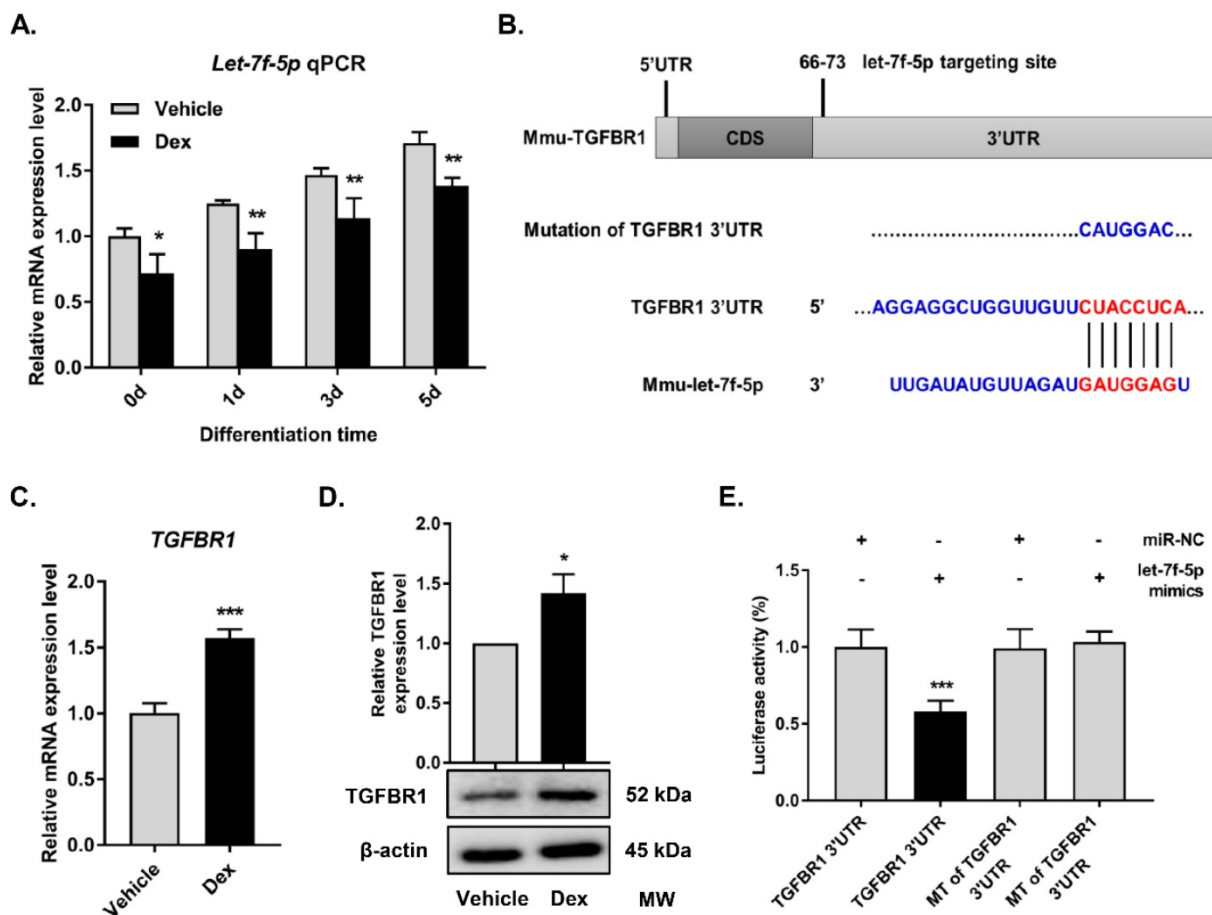 A.
Let-7f-5p qPCR
Vehicle
Dex
Relative mRNA expression level
2.0
1.5
1.0
0.5
0.0
* ** ** **
0d 1d 3d 5d
Differentiation time
B.
5'UTR
66-73 let-7f-5p targeting site
Mmu-TGFBR1 CDS 3'UTR
Mutation of TGFBR1 3'UTR ..............................CAUGGAC...
TGFBR1 3'UTR 5' ...AGGAGGCUGGUUGUUCUACCUCA...
Mmu-let-7f-5p 3' UUGAUAUGUUAGAUGAUGGAGU
C.
TGFBR1
Relative mRNA expression level
2.0
1.5
1.0
0.5
0.0
***
Vehicle Dex
D.
Relative TGFBR1
expression level
2.0
1.5
1.0
0.5
0.0
*
TGFBR1 52 kDa
β-actin 45 kDa
Vehicle Dex MW
E.
+ - + - miR-NC
- + - + let-7f-5p
mimics
Luciferase activity (%)
1.5
1.0
0.5
0.0
***
TGFBR1 3'UTR
TGFBR1 3'UTR
MT of TGFBR1
3'UTR
MT of TGFBR1
3'UTR